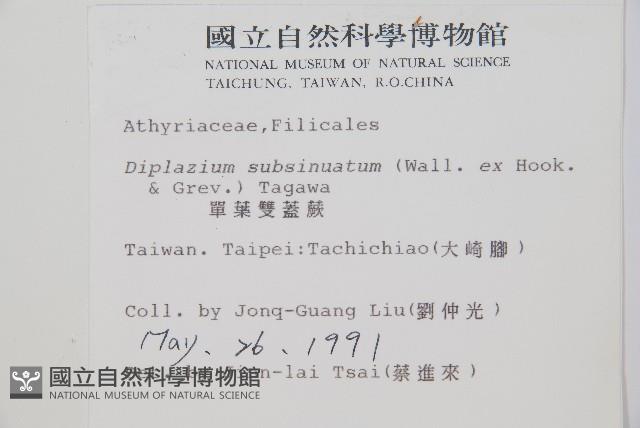 國立自然科學博物館
NATIONAL MUSEUM OF NATURAL SCIENCE
TAICHUNG, TAIWAN, R.O.CHINA
Athyriaceae,Filicales
Diplazium subsinuatum (Wall. ex Hook.
& Grev.) Tagawa
單葉雙蓋蕨
Taiwan. Taipei:Tachichiao(大崎腳)
Coll. by Jonq-Guang Liu(劉仲光)
May. 26. 1991
lai Tsai(蔡進來)
國立自然科學博物館
NATIONAL MUSEUM OF NATURAL SCIENCE